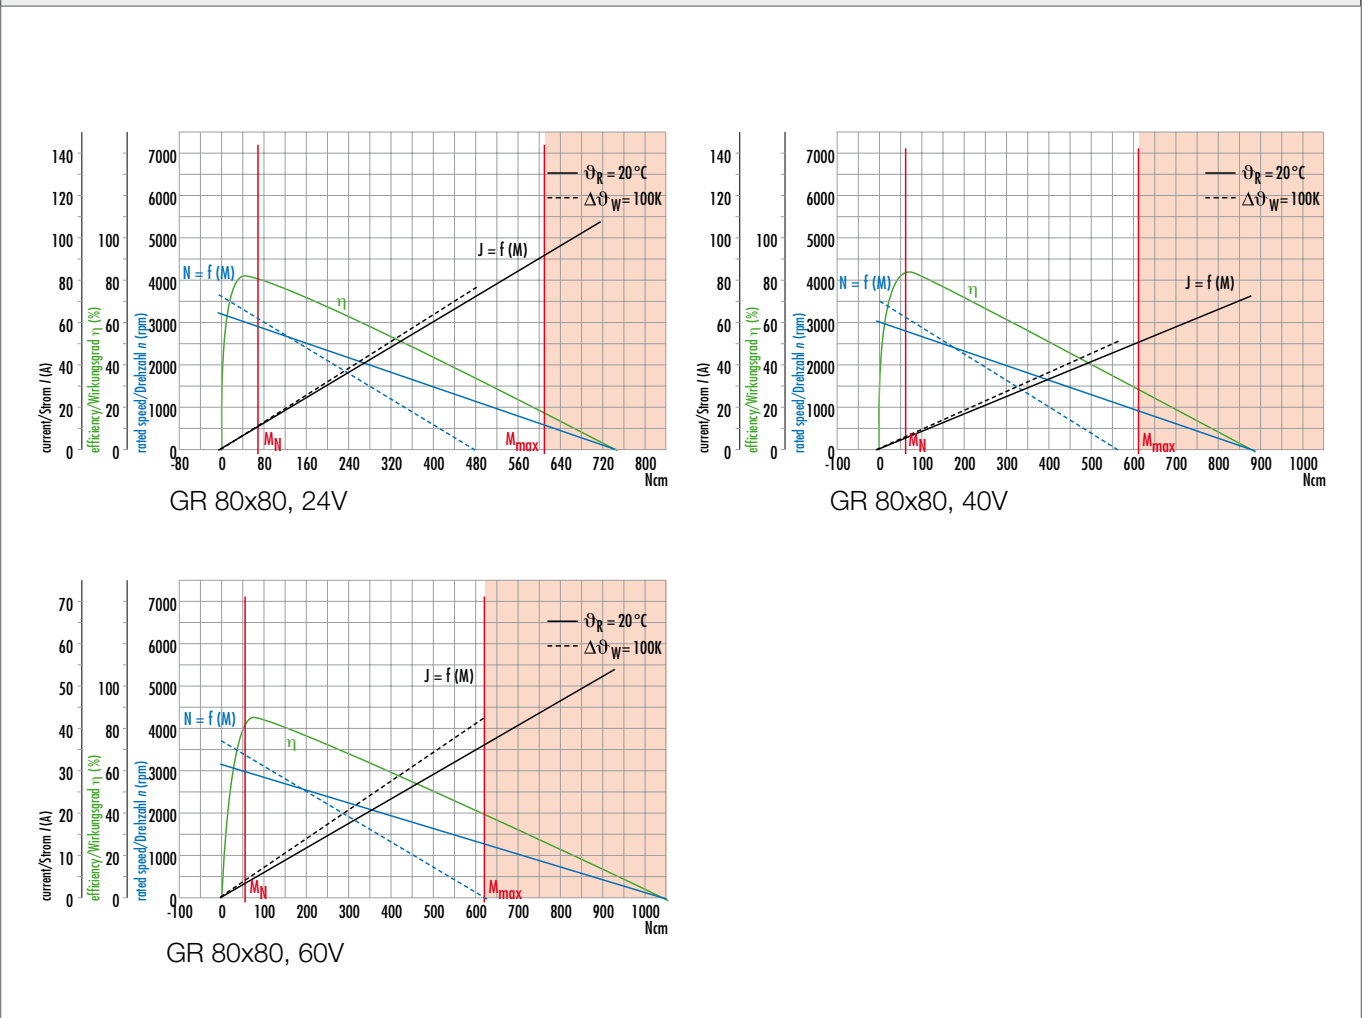 140
120
100
80
60
40
20
0
current/Strom I (A)
100
80
60
40
20
0
efficiency/Wirkungsgrad η (%)
7000
6000
5000
4000
3000
2000
1000
0
rated speed/Drehzahl n (rpm)
ϑR = 20°C
Δϑ W= 100K
J = f (M)
N = f (M)
η
MN
Mmax
-80 0 80 160 240 320 400 480 560 640 720 800
Ncm
GR 80x80, 24V
140
120
100
80
60
40
20
0
current/Strom I (A)
100
80
60
40
20
0
efficiency/Wirkungsgrad η (%)
7000
6000
5000
4000
3000
2000
1000
0
rated speed/Drehzahl n (rpm)
ϑR = 20°C
Δϑ W= 100K
J = f (M)
N = f (M)
η
MN
Mmax
-100 0 100 200 300 400 500 600 700 800 900 1000
Ncm
GR 80x80, 40V
70
60
50
40
30
20
10
0
current/Strom I (A)
100
80
60
40
20
0
efficiency/Wirkungsgrad η (%)
7000
6000
5000
4000
3000
2000
1000
0
rated speed/Drehzahl n (rpm)
ϑR = 20°C
Δϑ W= 100K
J = f (M)
N = f (M)
η
MN
Mmax
-100 0 100 200 300 400 500 600 700 800 900 1000
Ncm
GR 80x80, 60V